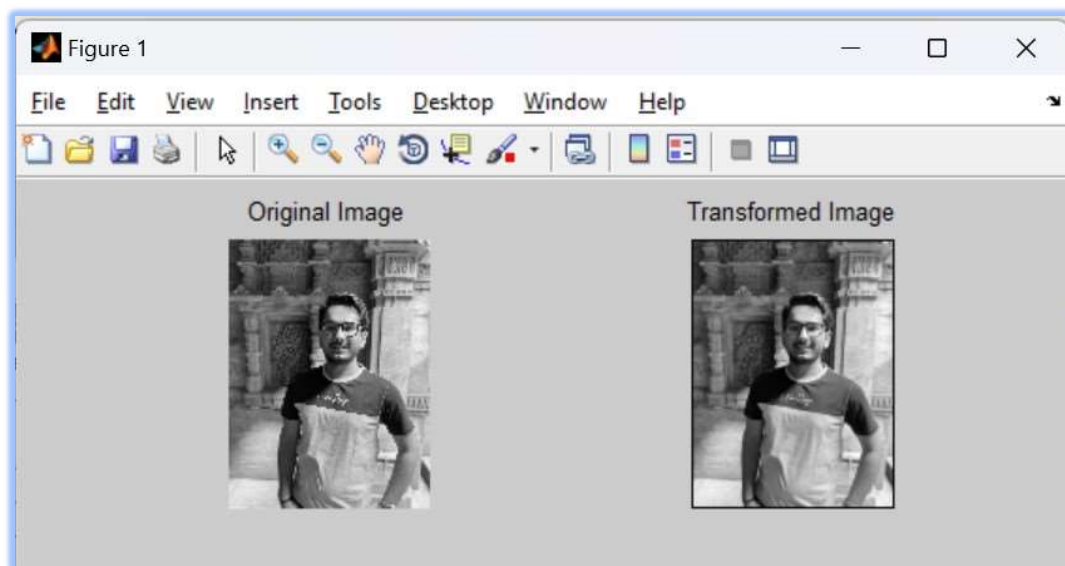 Figure 1
File Edit View Insert Tools Desktop Window Help
Original Image Transformed Image